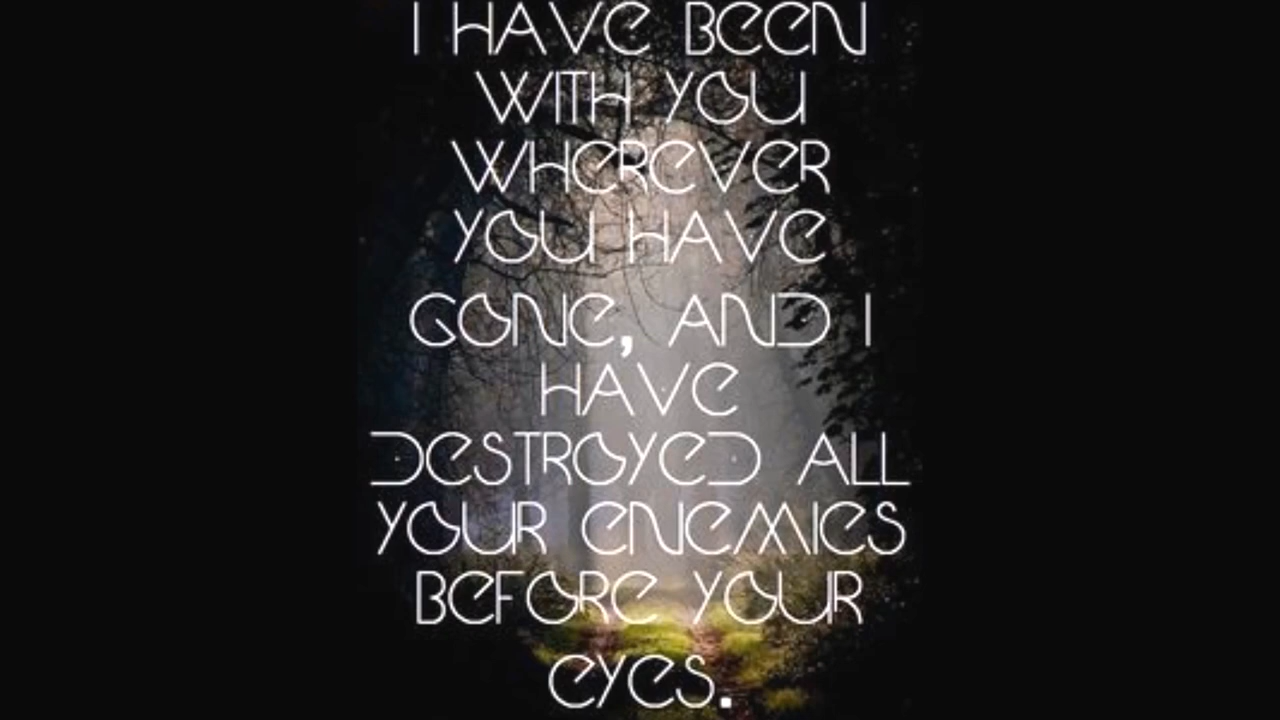 I HAVE BEEN
WITH YOU
WHEREVER
YOU HAVE
GONE, AND I
HAVE
DESTROYED ALL
YOUR ENEMIES
BEFORE YOUR
EYES.